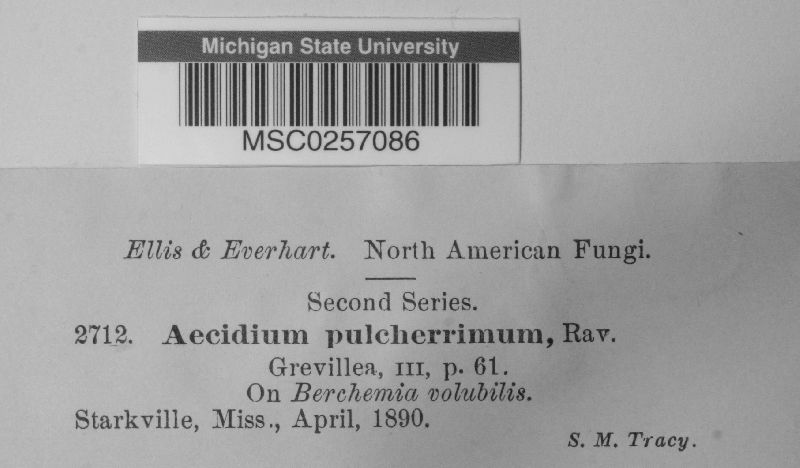 Michigan State University
MSC0257086
Ellis & Everhart. North American Fungi.
Second Series.
2712. Aecidium pulcherrimum, Rav.
Grevillea, III, p. 61.
On Berchemia volubilis.
Starkville, Miss., April, 1890.
S. M. Tracy.